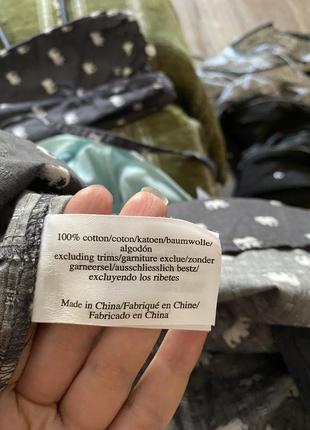 100% cotton/coton/katoen/baumwolle/
algodón
excluding trims/garniture exclue/zonder
garneersel/ausschliesslich bestz/
excluyendo los ribetes
Made in China/Fabriqué en Chine/
Fabricado en China